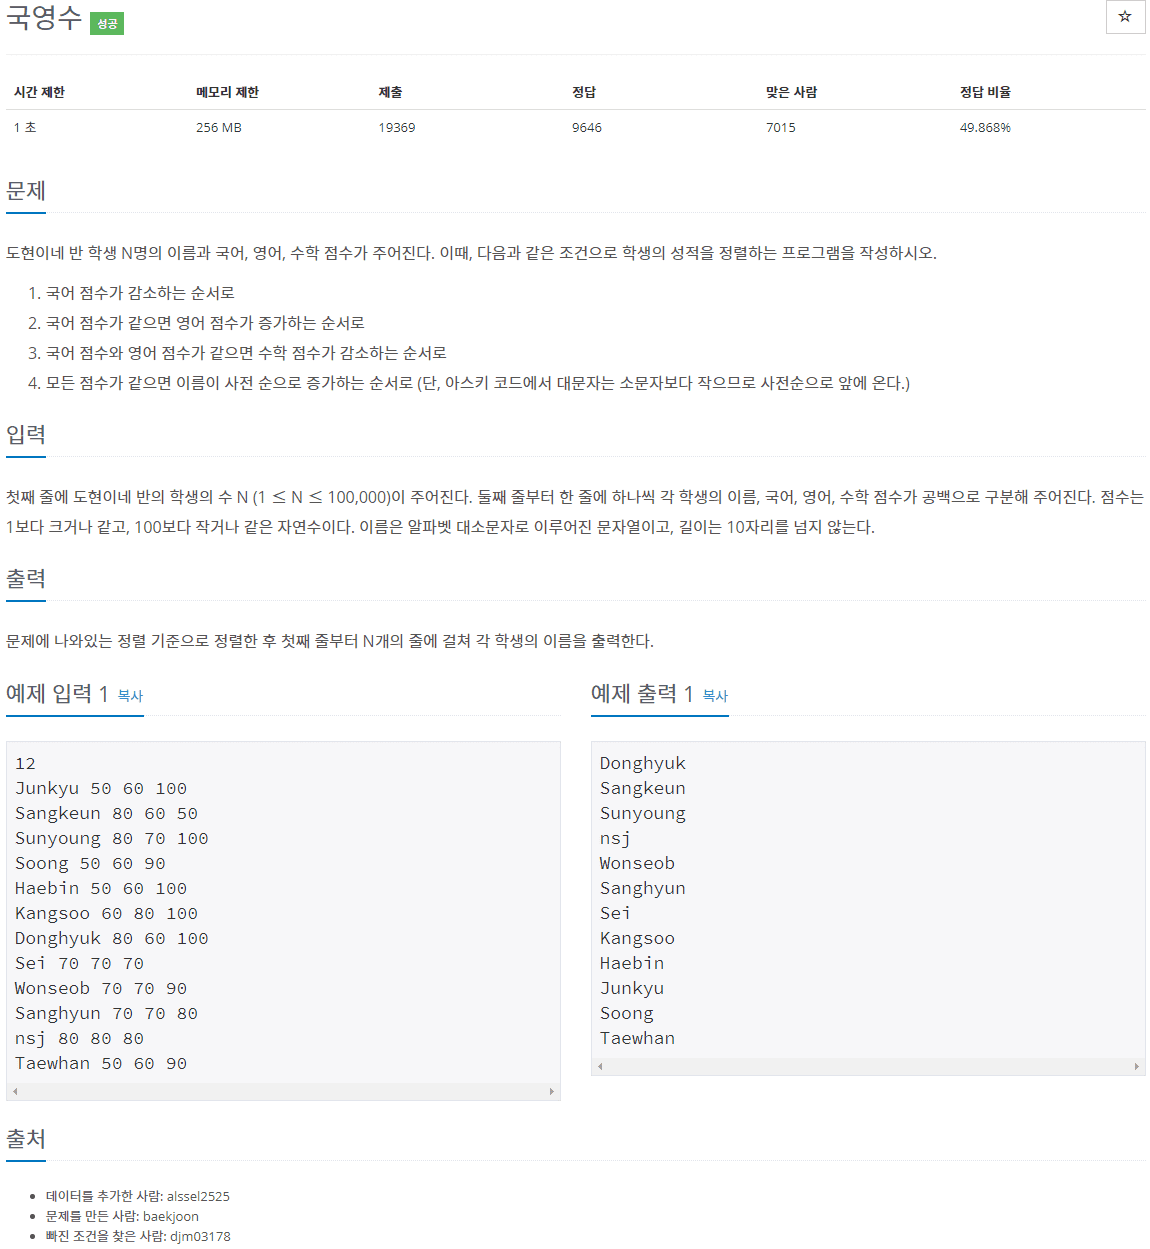 국영수 성공
☆
시간 제한 메모리 제한 제출 정답 맞은 사람 정답 비율
1 초 256 MB 19369 9646 7015 49.868%
문제
도현이네 반 학생 N명의 이름과 국어, 영어, 수학 점수가 주어진다. 이때, 다음과 같은 조건으로 학생의 성적을 정렬하는 프로그램을 작성하시오.
1. 국어 점수가 감소하는 순서로
2. 국어 점수가 같으면 영어 점수가 증가하는 순서로
3. 국어 점수와 영어 점수가 같으면 수학 점수가 감소하는 순서로
4. 모든 점수가 같으면 이름이 사전 순으로 증가하는 순서로 (단, 아스키 코드에서 대문자는 소문자보다 작으므로 사전순으로 앞에 온다.)
입력
첫째 줄에 도현이네 반의 학생의 수 N (1 ≤ N ≤ 100,000)이 주어진다. 둘째 줄부터 한 줄에 하나씩 각 학생의 이름, 국어, 영어, 수학 점수가 공백으로 구분해 주어진다. 점수는
1보다 크거나 같고, 100보다 작거나 같은 자연수이다. 이름은 알파벳 대소문자로 이루어진 문자열이고, 길이는 10자리를 넘지 않는다.
출력
문제에 나와있는 정렬 기준으로 정렬한 후 첫째 줄부터 N개의 줄에 걸쳐 각 학생의 이름을 출력한다.
예제 입력 1 복사
12
Junkyu 50 60 100
Sangkeun 80 60 50
Sunyoung 80 70 100
Soong 50 60 90
Haebin 50 60 100
Kangsoo 60 80 100
Donghyuk 80 60 100
Sei 70 70 70
Wonseob 70 70 90
Sanghyun 70 70 80
nsj 80 80 80
Taewhan 50 60 90
예제 출력 1 복사
Donghyuk
Sangkeun
Sunyoung
nsj
Wonseob
Sanghyun
Sei
Kangsoo
Haebin
Junkyu
Soong
Taewhan
출처
데이터를 추가한 사람: alssel2525
문제를 만든 사람: baekjoon
빠진 조건을 찾은 사람: djm03178